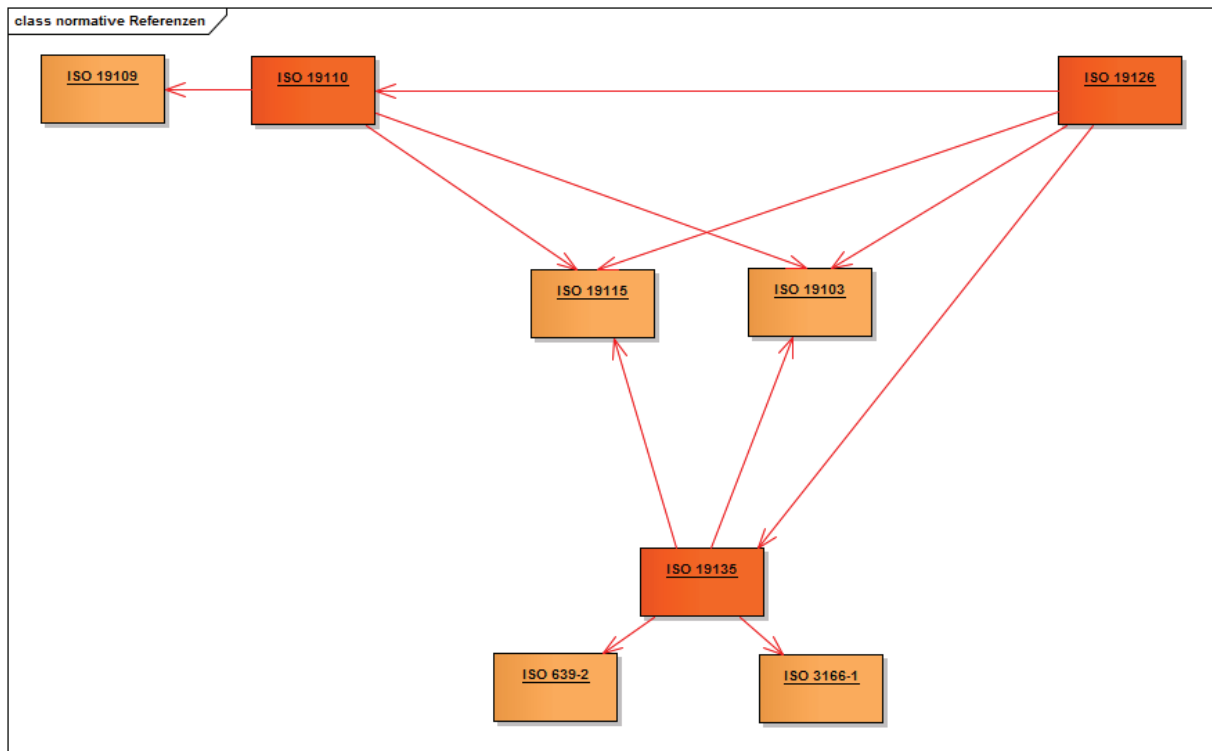 class normative Referenzen
ISO 19109
ISO 19110
ISO 19126
ISO 19115
ISO 19103
ISO 19135
ISO 639-2
ISO 3166-1